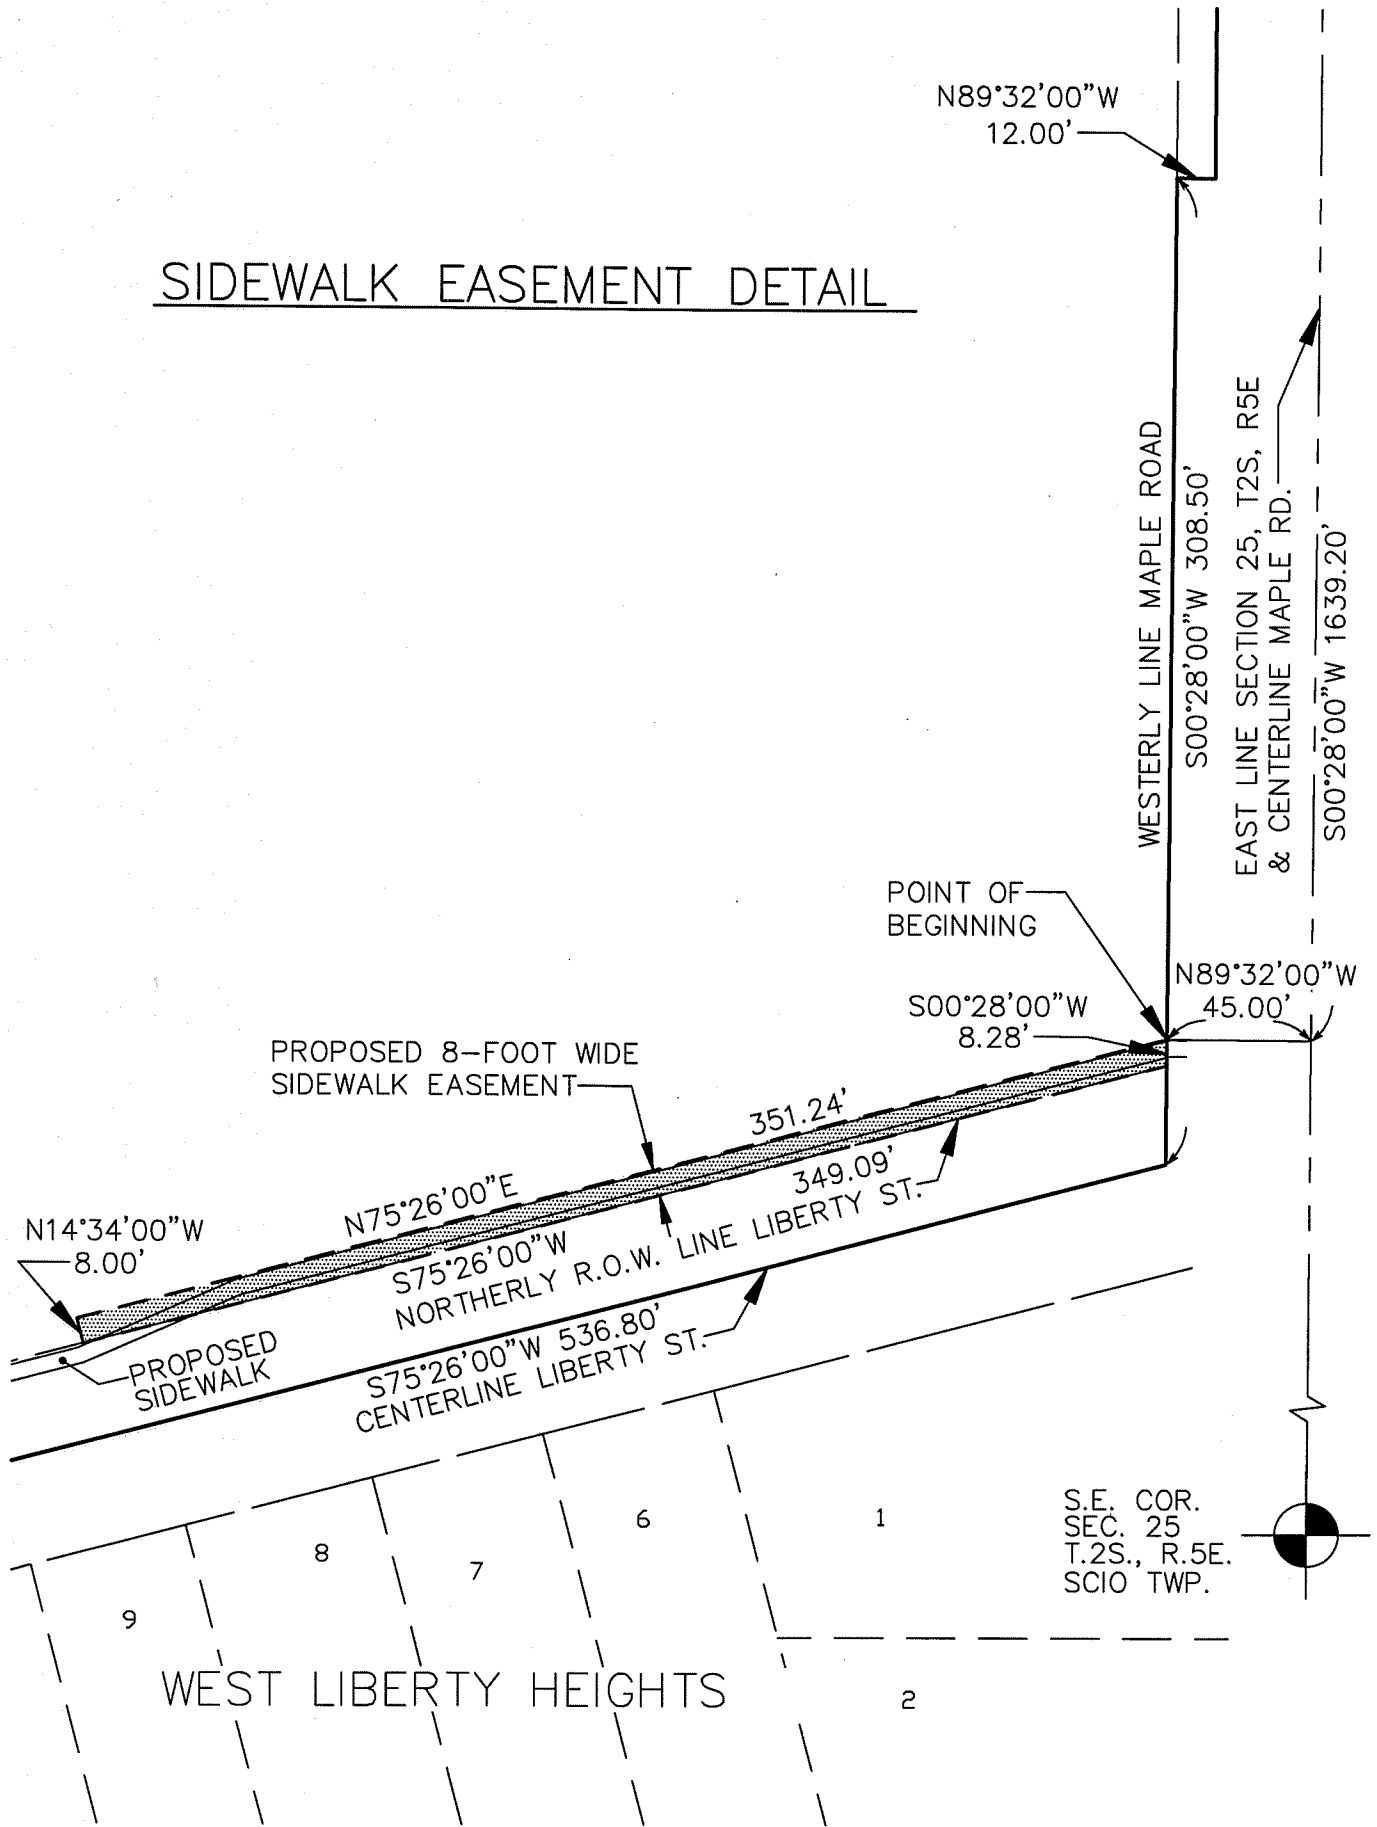 N89°32'00"W
12.00'
SIDEWALK EASEMENT DETAIL
WESTERLY LINE MAPLE ROAD
S00°28'00"W 308.50'
EAST LINE SECTION 25, T2S, R5E
& CENTERLINE MAPLE RD.
S00°28'00"W 1639.20'
POINT OF
BEGINNING
N89°32'00"W
45.00'
S00°28'00"W
8.28'
PROPOSED 8-FOOT WIDE
SIDEWALK EASEMENT
351.24'
349.09'
N75°26'00"E
S75°26'00"W
NORTHERLY R.O.W. LINE LIBERTY ST.
N14°34'00"W
8.00'
PROPOSED
SIDEWALK
S75°26'00"W 536.80'
CENTERLINE LIBERTY ST.
S.E. COR.
SEC. 25
T.2S., R.5E.
SCIO TWP.
1
6
8
7
9
WEST LIBERTY HEIGHTS
2